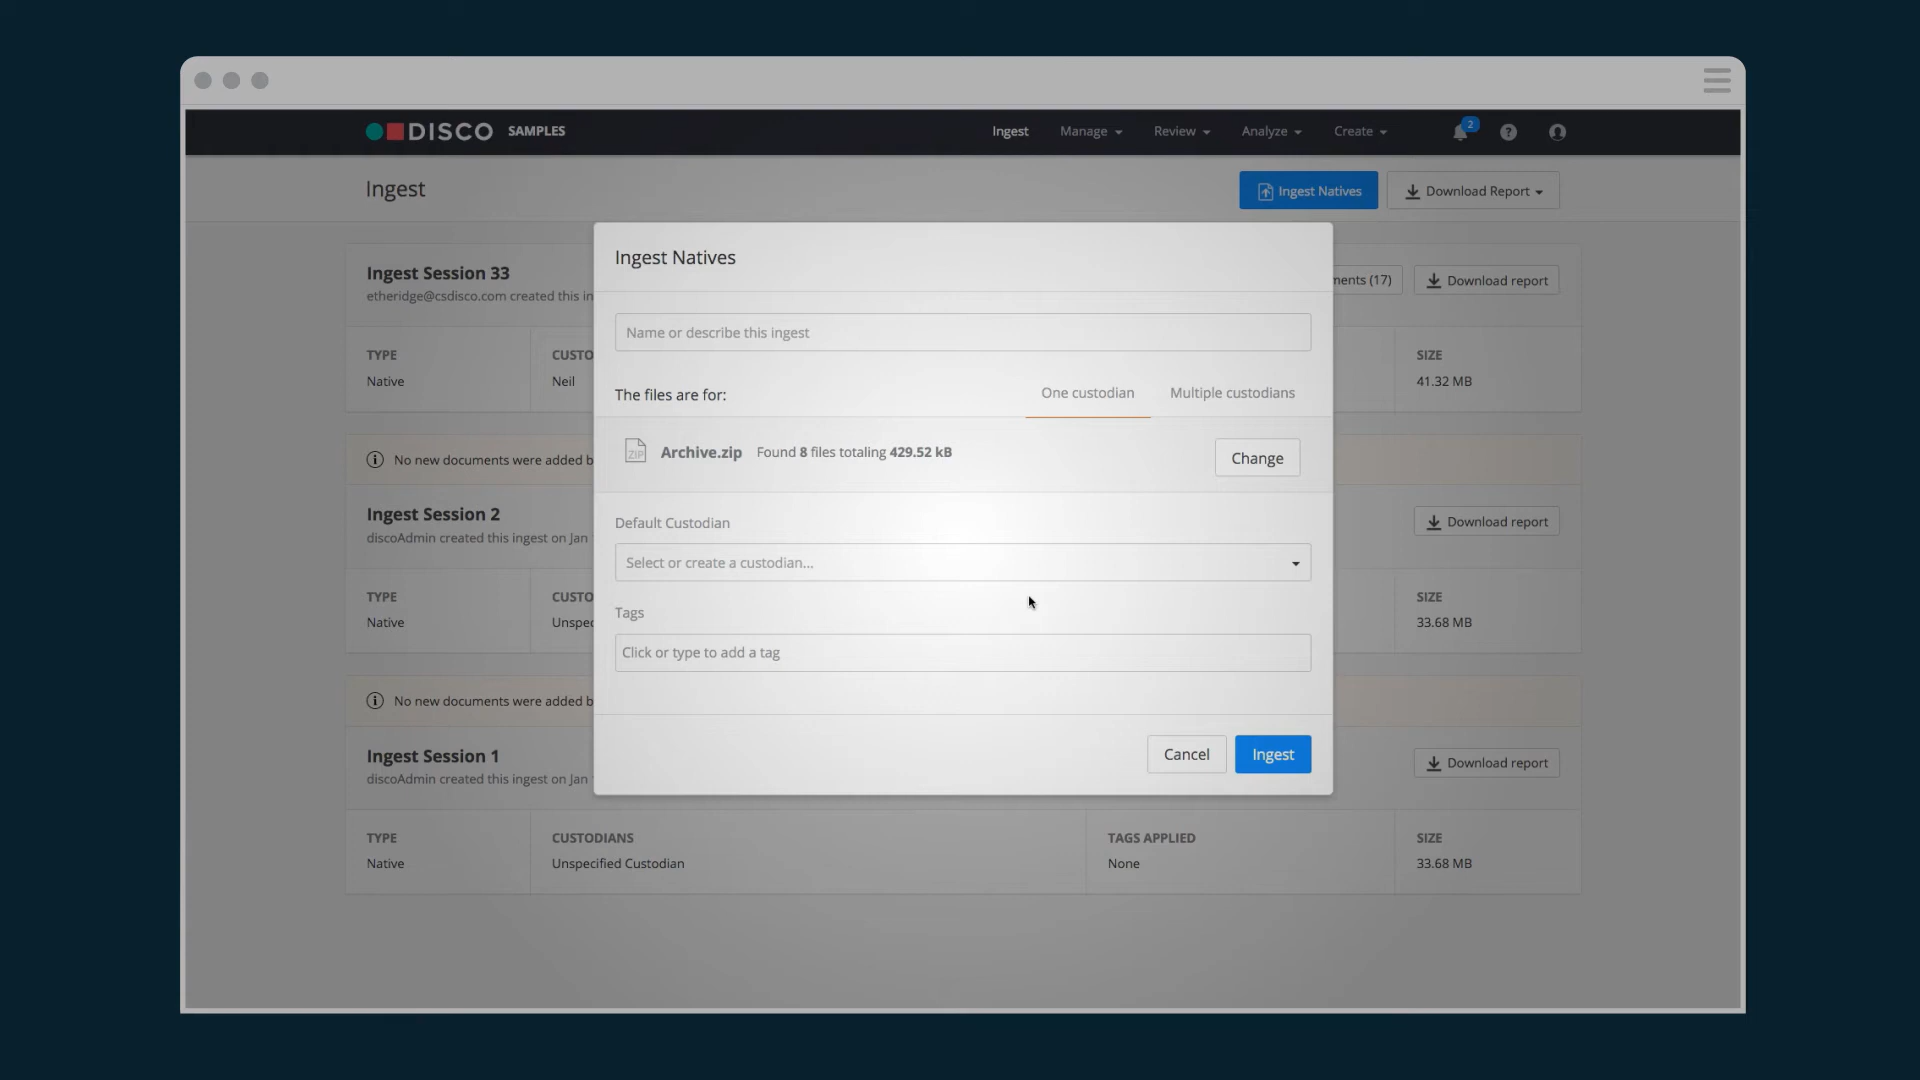 DISCO SAMPLES
Ingest Manage Review Analyze Create 2 ?
Ingest
Ingest Natives
Download Report
Ingest Session 33
etheridge@csdisco.com created this in
(17)
Download report
TYPE
Native
Neil
SIZE
41.32 MB
No new documents were added
Ingest Session 2
discoAdmin created this ingest on Jan
Download report
TYPE
Native
SIZE
33.68 MB
No new documents were added
Ingest Session 1
discoAdmin created this ingest on Jan
Download report
TYPE
Native
CUSTODIANS
Unspecified Custodian
TAGS APPLIED
None
SIZE
33.68 MB
Ingest Natives
Name or describe this ingest
The files are for:
One custodian
Multiple custodians
ZIP
Archive.zip Found 8 files totaling 429.52 kB
Change
Default Custodian
Select or create a custodian...
Tags
Click or type to add a tag
Cancel
Ingest